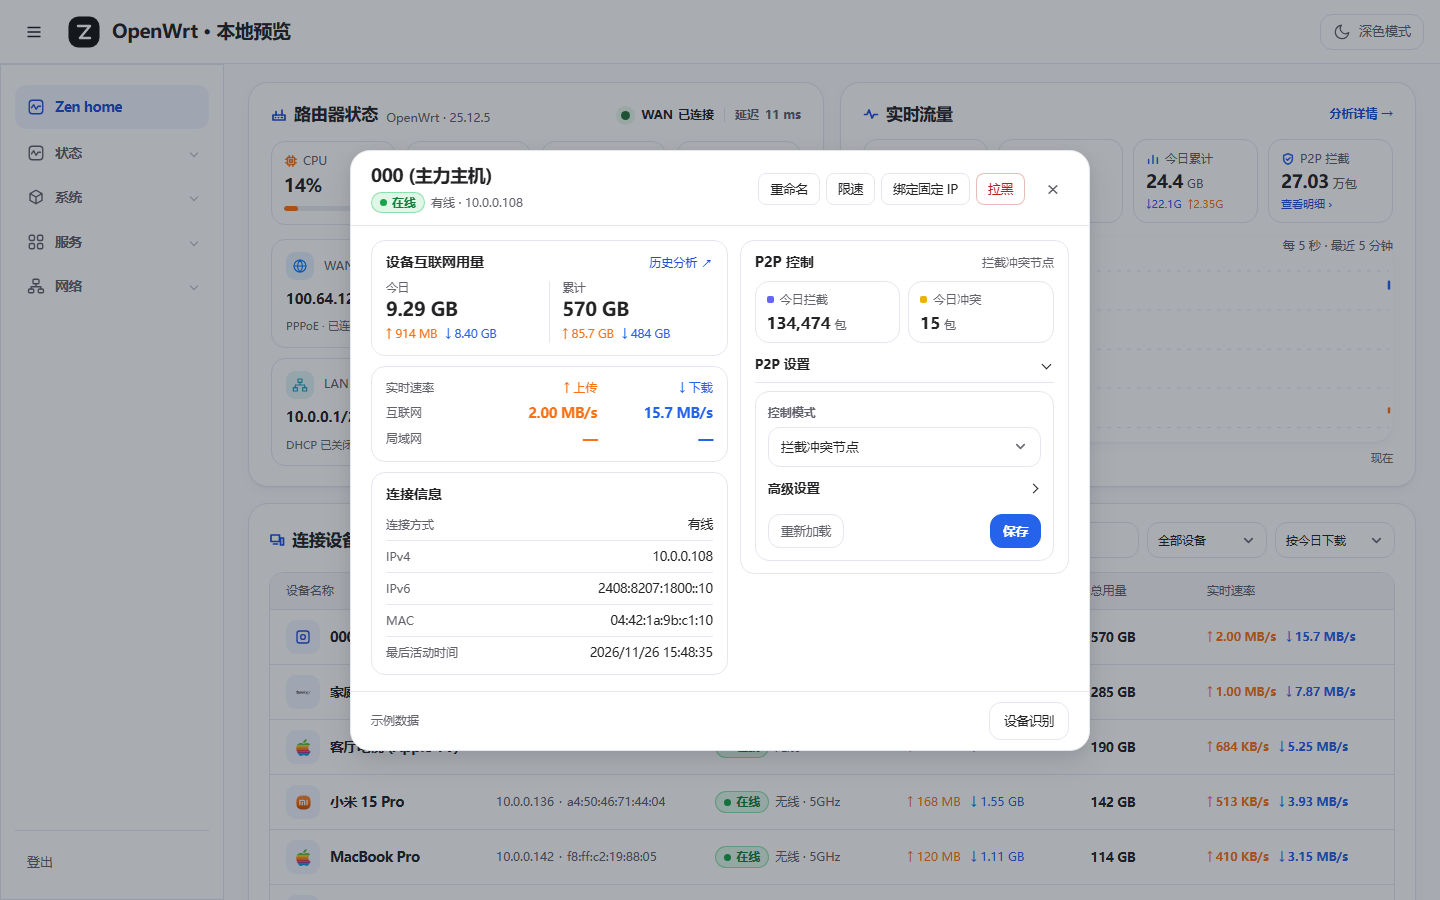 OpenWrt • 本地预览
深色模式
Zen home
状态
系统
服务
网络
登出
路由器状态 OpenWrt · 25.12.5
WAN 已连接 延迟 11 ms
CPU
14%
WAN
100.64.12
PPPoE · 已连
LAN
10.0.0.1/2
DHCP 已关闭
实时流量
分析详情 →
今日累计
24.4 GB
↓22.1G ↑2.35G
P2P 拦截
27.03 万包
查看明细 ›
每 5 秒 · 最近 5 分钟
现在
000 (主力主机)
在线 有线 · 10.0.0.108
重命名 限速 绑定固定 IP 拉黑 ×
设备互联网用量 历史分析 ↗
今日 累计
9.29 GB 570 GB
↑ 914 MB ↓ 8.40 GB ↑ 85.7 GB ↓ 484 GB
实时速率 ↑ 上传 ↓ 下载
互联网 2.00 MB/s 15.7 MB/s
局域网 — —
连接信息
连接方式 有线
IPv4 10.0.0.108
IPv6 2408:8207:1800::10
MAC 04:42:1a:9b:c1:10
最后活动时间 2026/11/26 15:48:35
P2P 控制 拦截冲突节点
今日拦截
134,474 包
今日冲突
15 包
P2P 设置
控制模式
拦截冲突节点
高级设置
重新加载 保存
示例数据 设备识别
连接设备
全部设备 按今日下载
设备名称 总用量 实时速率
000 570 GB ↑ 2.00 MB/s ↓ 15.7 MB/s
家庭 285 GB ↑ 1.00 MB/s ↓ 7.87 MB/s
客厅 190 GB ↑ 684 KB/s ↓ 5.25 MB/s
小米 15 Pro 10.0.0.136 · a4:50:46:71:44:04 在线 无线 · 5GHz ↑ 168 MB ↓ 1.55 GB 142 GB ↑ 513 KB/s ↓ 3.93 MB/s
MacBook Pro 10.0.0.142 · f8:ff:c2:19:88:05 在线 无线 · 5GHz ↑ 120 MB ↓ 1.11 GB 114 GB ↑ 410 KB/s ↓ 3.15 MB/s